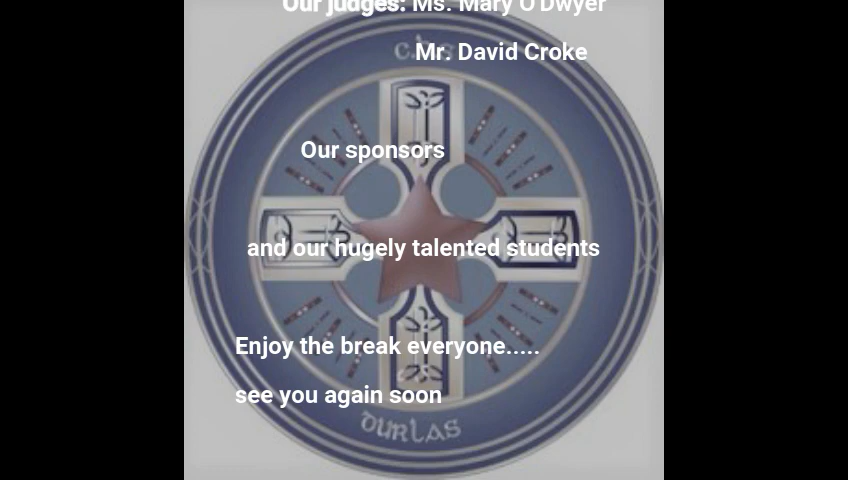 Our judges: Ms. Mary O'Dwyer
Mr. David Croke
Our sponsors
and our hugely talented students
Enjoy the break everyone.....
see you again soon
DURLAS